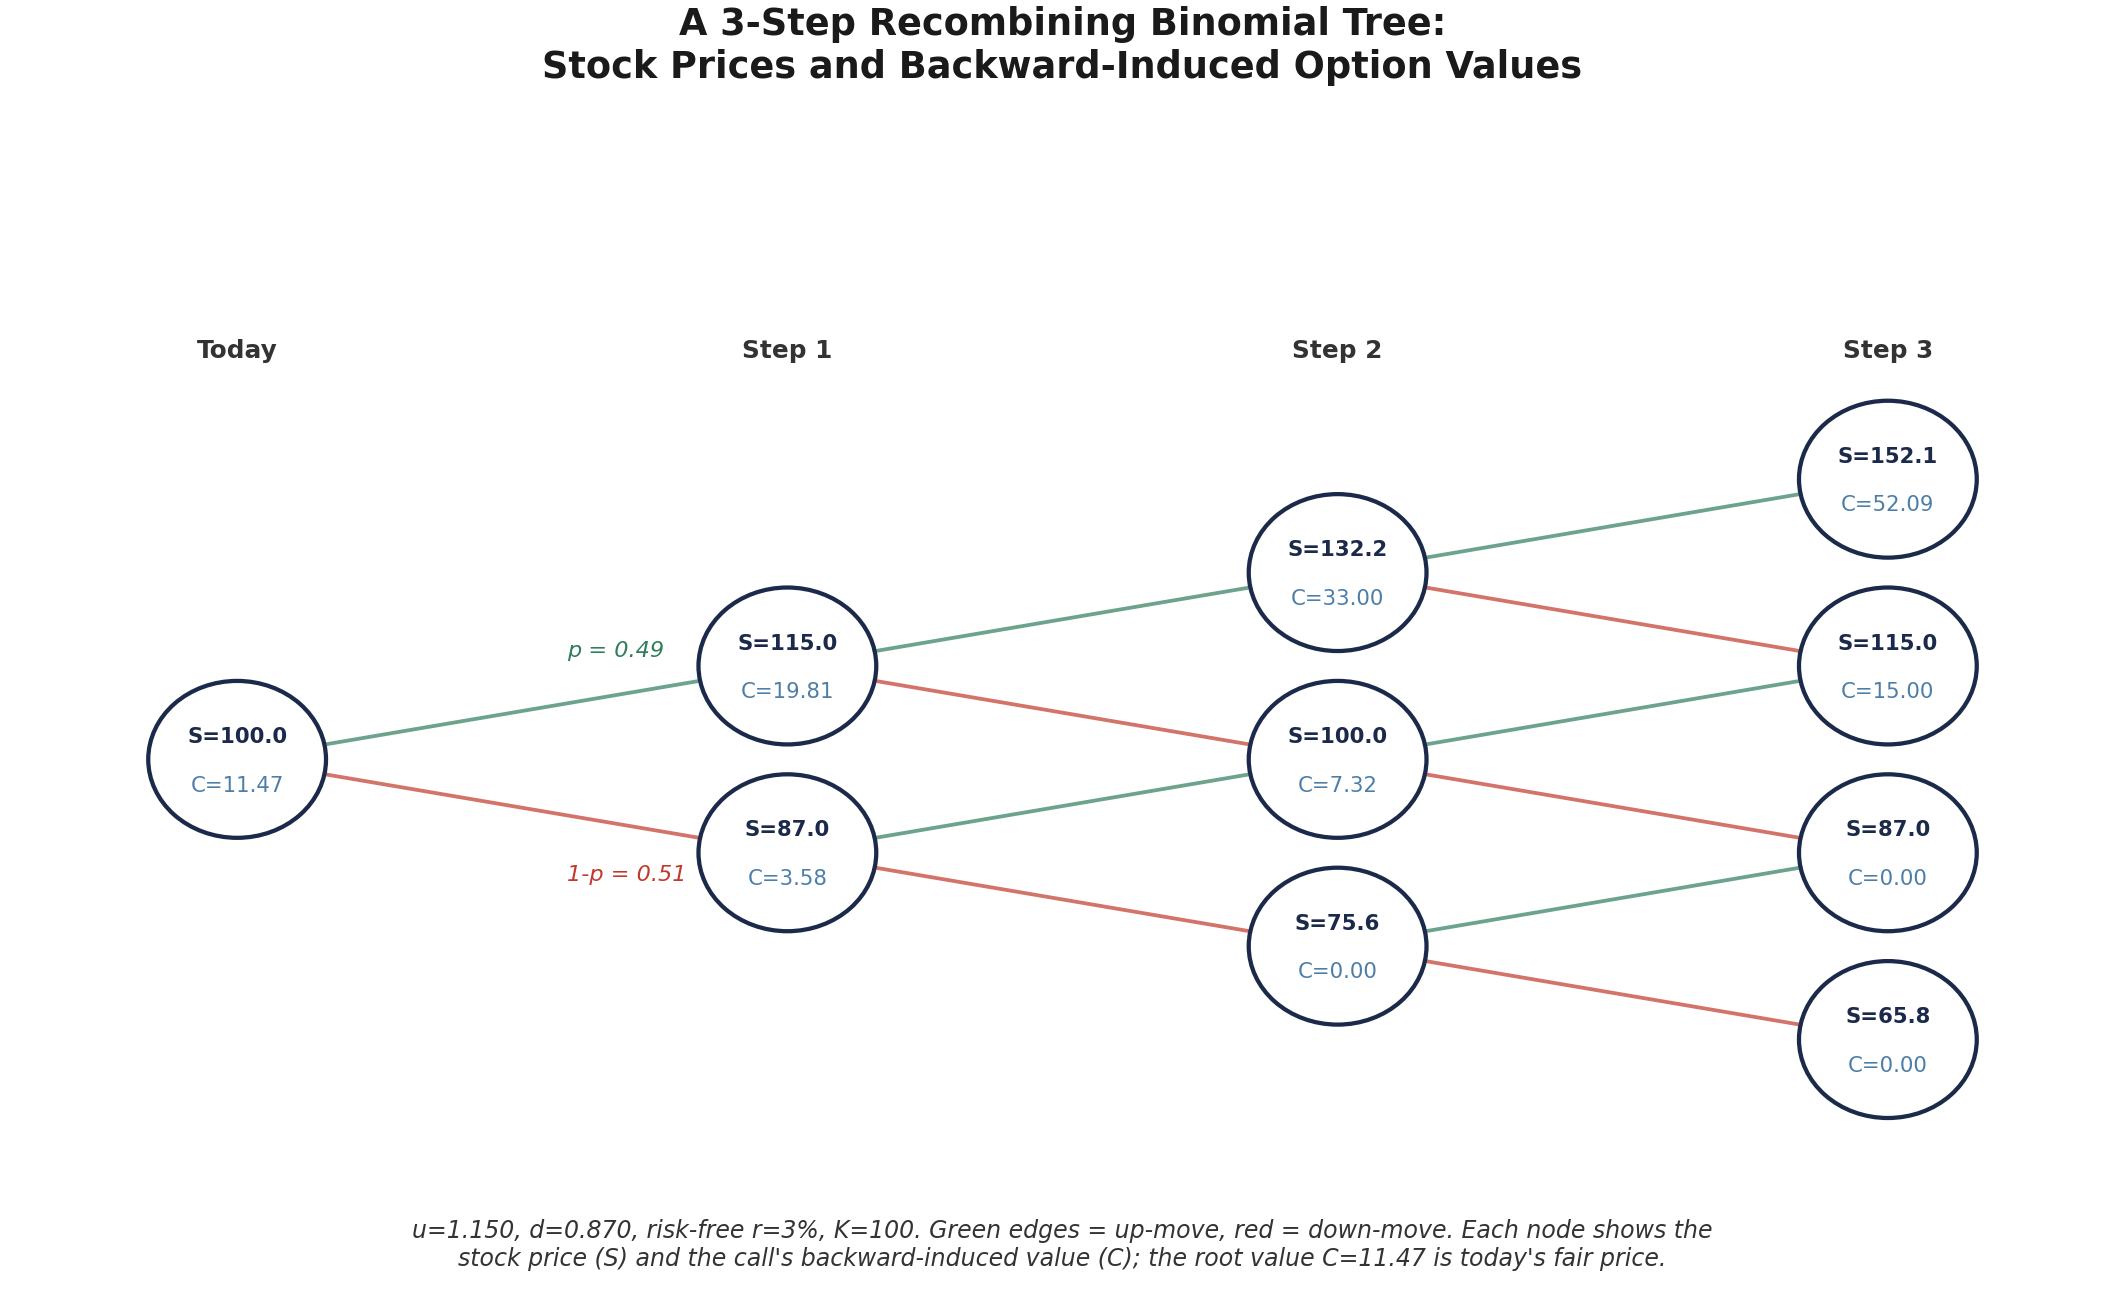 A 3-Step Recombining Binomial Tree:
Stock Prices and Backward-Induced Option Values
Today
Step 1
Step 2
Step 3
S=100.0
C=11.47
p = 0.49
1-p = 0.51
S=115.0
C=19.81
S=87.0
C=3.58
S=132.2
C=33.00
S=100.0
C=7.32
S=75.6
C=0.00
S=152.1
C=52.09
S=115.0
C=15.00
S=87.0
C=0.00
S=65.8
C=0.00
u=1.150, d=0.870, risk-free r=3%, K=100. Green edges = up-move, red = down-move. Each node shows the
stock price (S) and the call's backward-induced value (C); the root value C=11.47 is today's fair price.